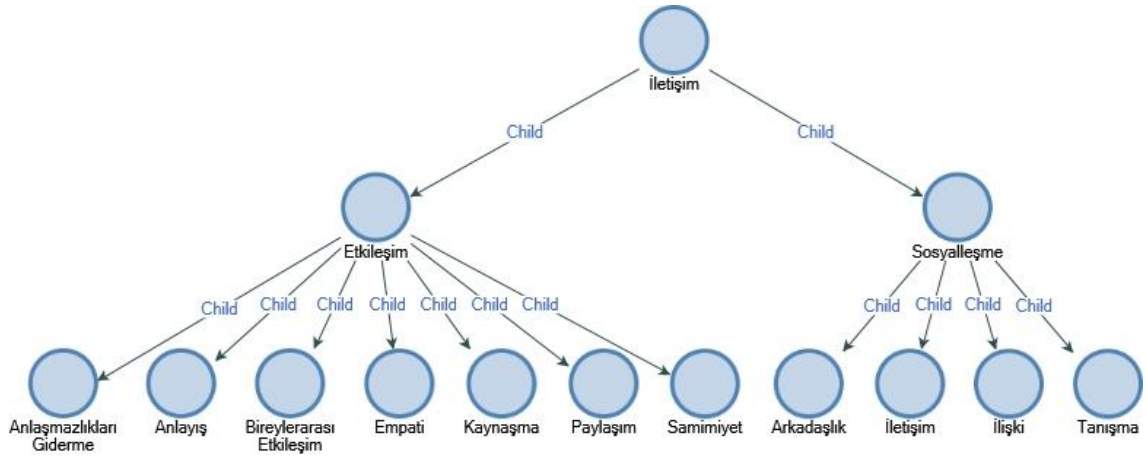 İletişim
Child
Child
Etkileşim
Sosyalleşme
Child
Child
Child
Child
Child
Child
Child
Child
Child
Child
Child
Anlaşmazlıkları
Giderme
Anlayış
Bireylerarası
Etkileşim
Empati
Kaynaşma
Paylaşım
Samimiyet
Arkadaşlık
İletişim
İlişki
Tanışma